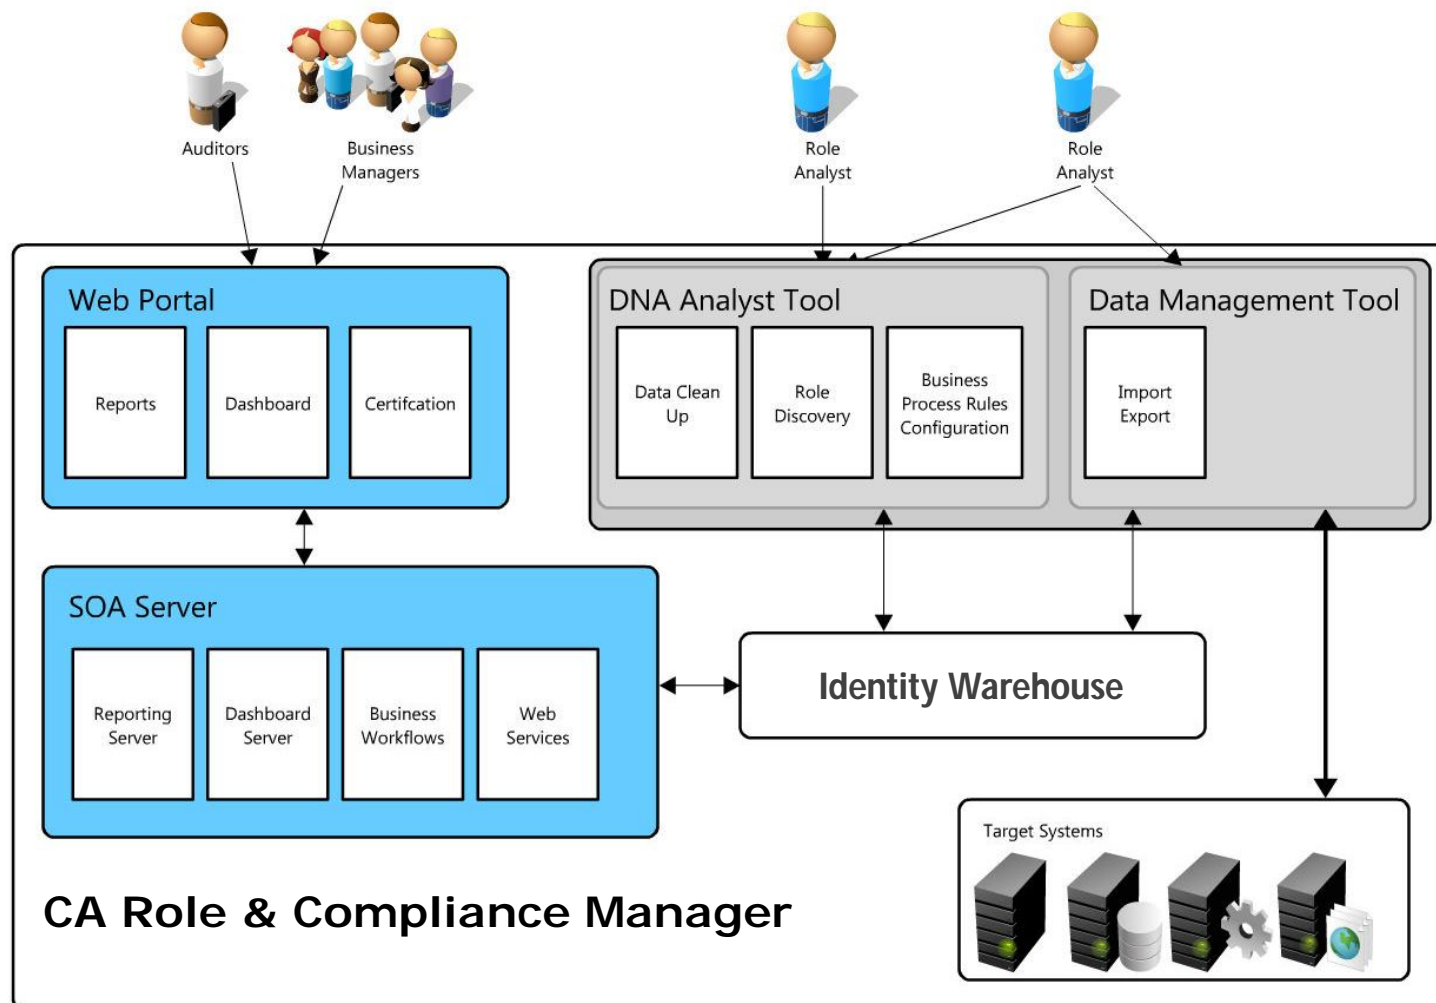 Auditors
Business
Managers
Role
Analyst
Role
Analyst
Web Portal
Reports
Dashboard
Certifcation
DNA Analyst Tool
Data Clean
Up
Role
Discovery
Business
Process Rules
Configuration
Data Management Tool
Import
Export
SOA Server
Reporting
Server
Dashboard
Server
Business
Workflows
Web
Services
Identity Warehouse
Target Systems
CA Role & Compliance Manager